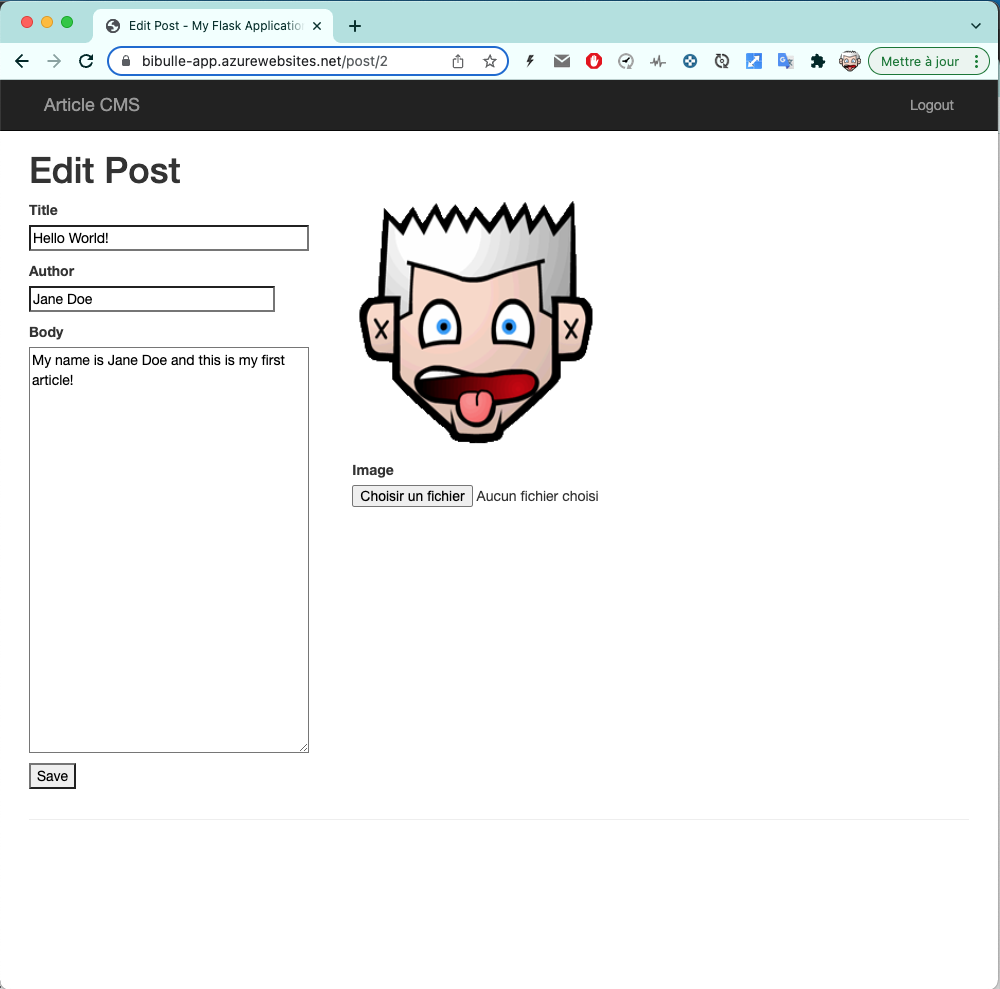 Edit Post - My Flask Application
bibulle-app.azurewebsites.net/post/2
Mettre à jour
Article CMS
Logout
Edit Post
Title
Hello World!
Author
Jane Doe
Body
My name is Jane Doe and this is my first
article!
Image
Choisir un fichier Aucun fichier choisi
Save